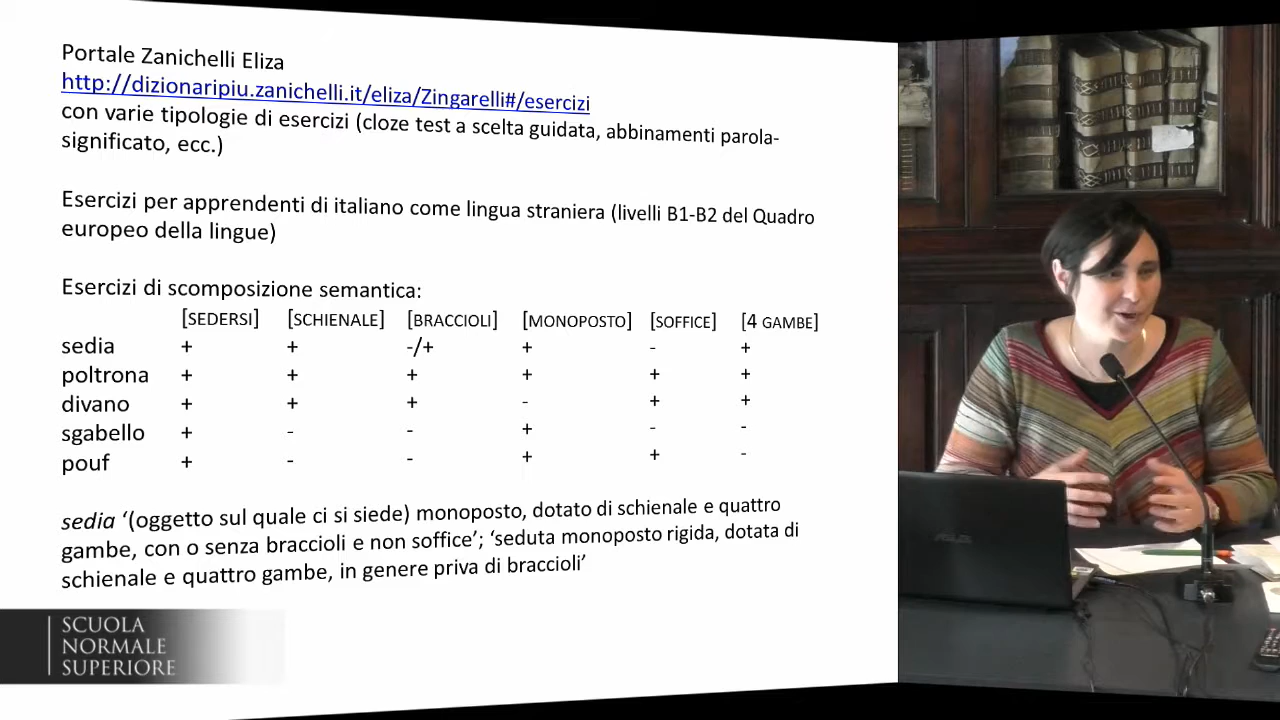 Portale Zanichelli Eliza
http://dizionaripiu.zanichelli.it/eliza/Zingarelli#/esercizi
con varie tipologie di esercizi (cloze test a scelta guidata, abbinamenti parola-
significato, ecc.)
Esercizi per apprendenti di italiano come lingua straniera (livelli B1-B2 del Quadro
europeo della lingue)
Esercizi di scomposizione semantica:
[SEDERSI] [SCHIENALE] [BRACCIOLI] [MONOPOSTO] [SOFFICE] [4 GAMBE]
sedia + + -/+ + - +
poltrona + + + + + +
divano + + + - + +
sgabello + - - + - -
pouf + - - + + -
sedia ‘(oggetto sul quale ci si siede) monoposto, dotato di schienale e quattro
gambe, con o senza braccioli e non soffice’; ‘seduta monoposto rigida, dotata di
schienale e quattro gambe, in genere priva di braccioli’
SCUOLA
NORMALE
SUPERIORE
ASUS